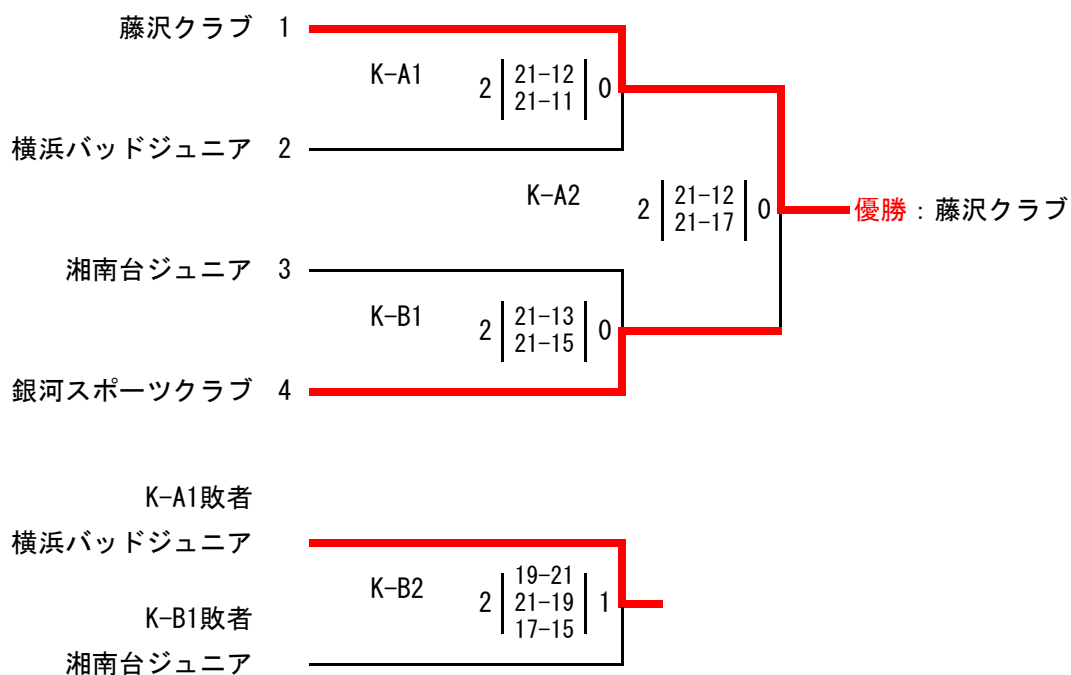 藤沢クラブ 1
K-A1 2 21-12 0
21-11
横浜バッドジュニア 2
K-A2 2 21-12 0
21-17
優勝：藤沢クラブ
湘南台ジュニア 3
K-B1 2 21-13 0
21-15
銀河スポーツクラブ 4
K-A1敗者
横浜バッドジュニア
K-B2 2 19-21 1
21-19
17-15
K-B1敗者
湘南台ジュニア